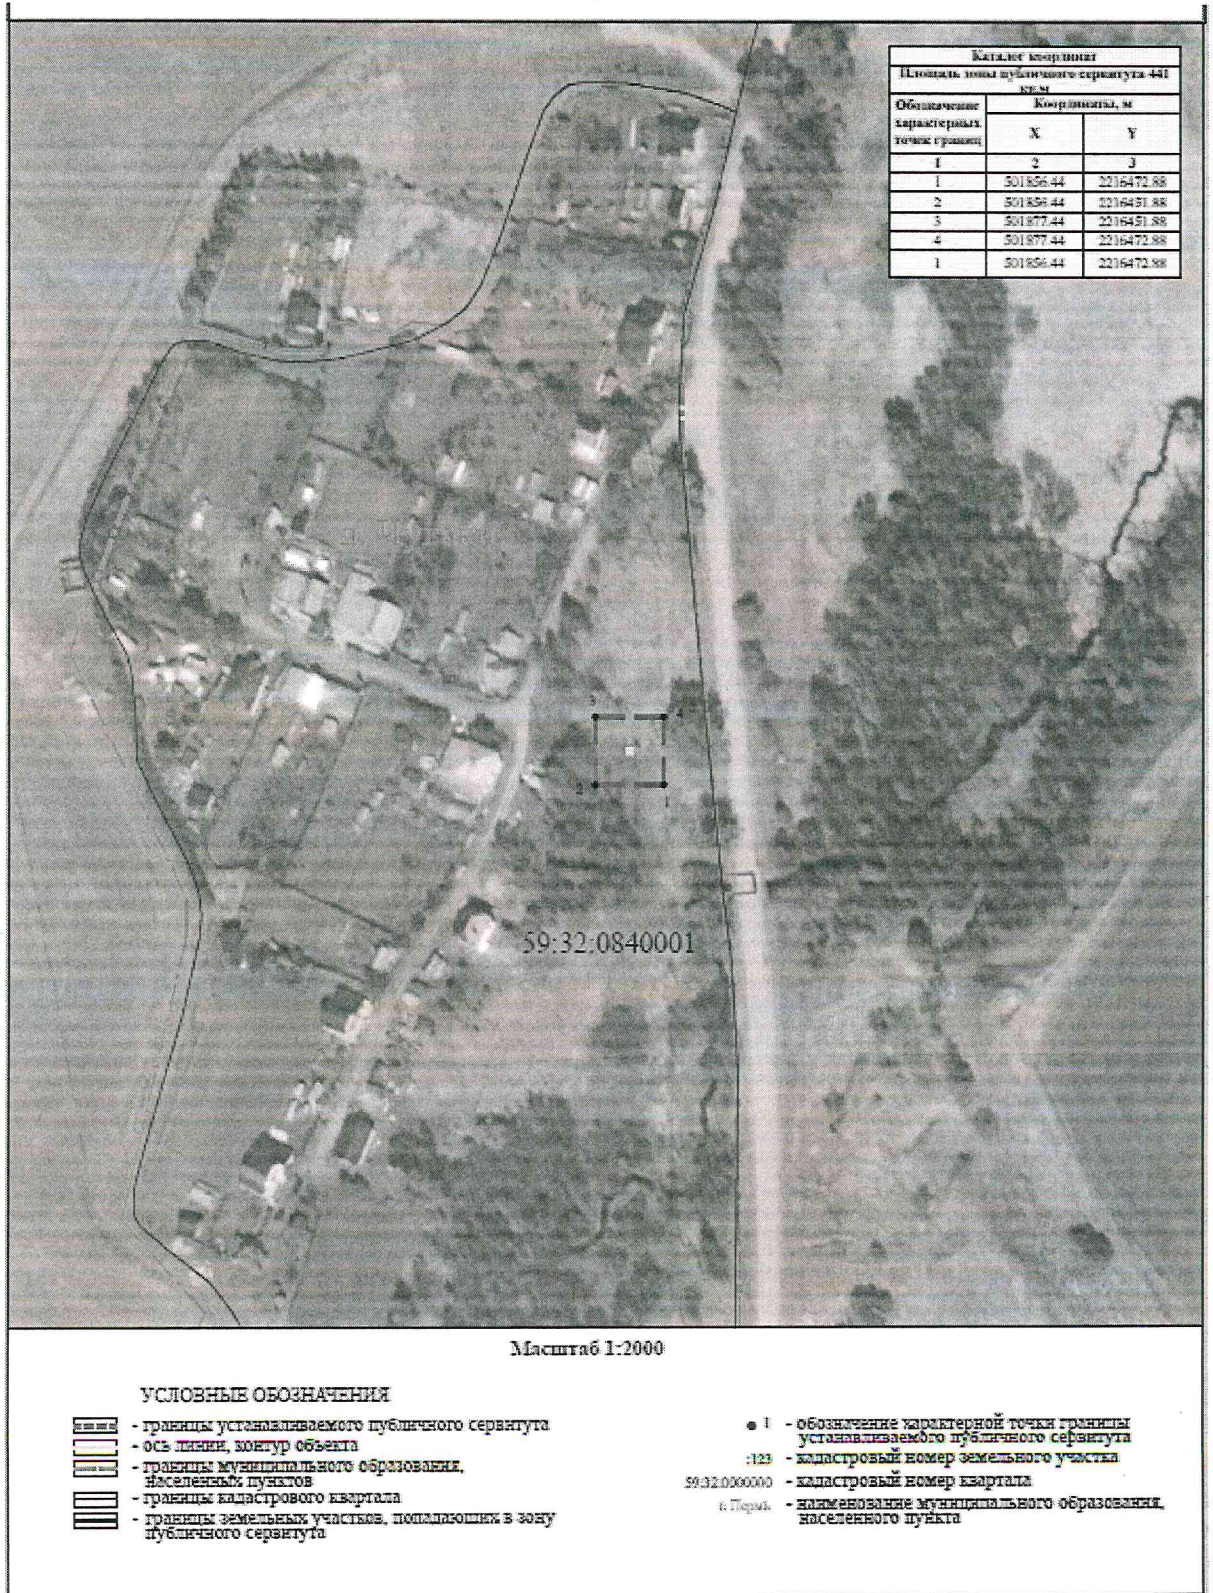 Каталог координат
Площадь зоны публичного сервитута 441
кв.м
Обозначение
характерных
точек границ
Координаты, м
X Y
1 2 3
1 501856.44 2216472.88
2 501856.44 2216451.88
3 501877.44 2216451.88
4 501877.44 2216472.88
1 501856.44 2216472.88
3 4
2 1
59:32:0840001
Масштаб 1:2000
УСЛОВНЫЕ ОБОЗНАЧЕНИЯ
- границы устанавливаемого публичного сервитута
- ось линии, контур объекта
- границы муниципального образования,
населенных пунктов
- границы кадастрового квартала
- границы земельных участков, попадающих в зону
публичного сервитута
1 - обозначение характерной точки границы
устанавливаемого публичного сервитута
:123 - кадастровый номер земельного участка
59:32:0000000 - кадастровый номер квартала
г. Пермь - наименование муниципального образования,
населенного пункта